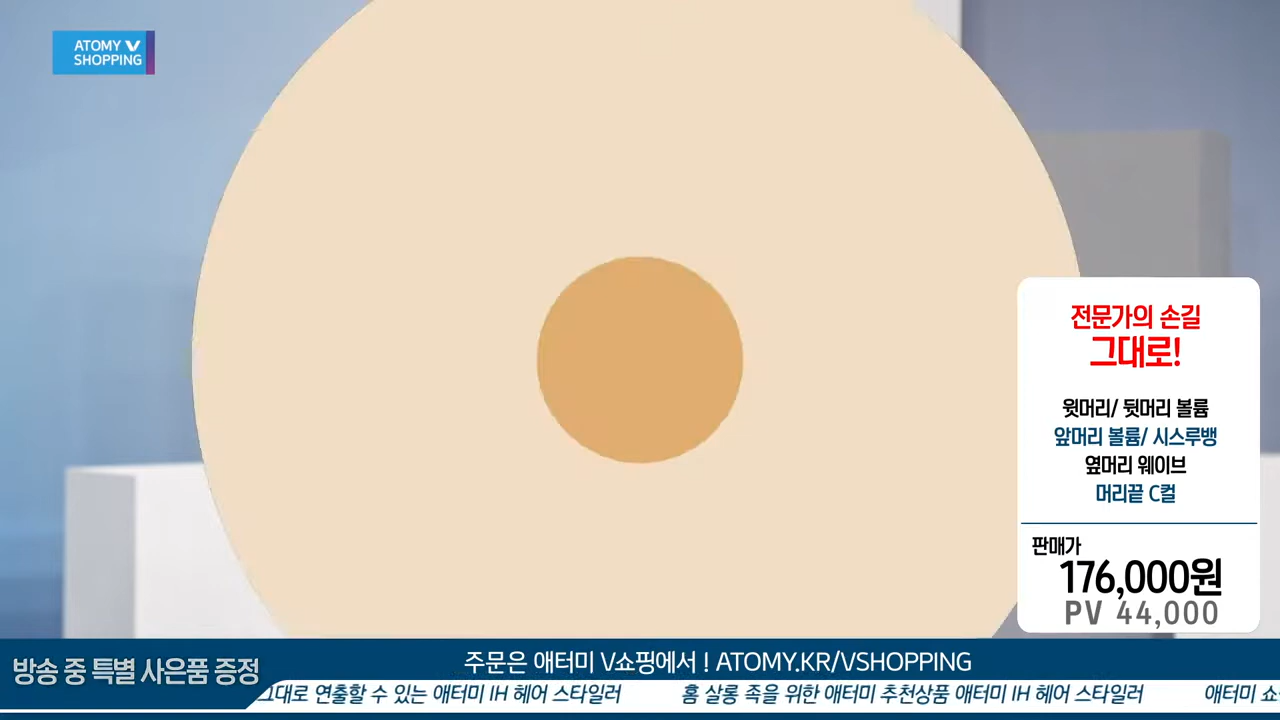 ATOMY V
SHOPPING
전문가의 손길
그대로!
윗머리/ 뒷머리 볼륨
앞머리 볼륨/ 시스루뱅
옆머리 웨이브
머리끝 C컬
판매가
176,000원
PV 44,000
방송 중 특별 사은품 증정
주문은 애터미 V쇼핑에서 ! ATOMY.KR/VSHOPPING
그대로 연출할 수 있는 애터미 IH 헤어 스타일러 홈 살롱 족을 위한 애터미 추천상품 애터미 IH 헤어 스타일러 애터미 쇼